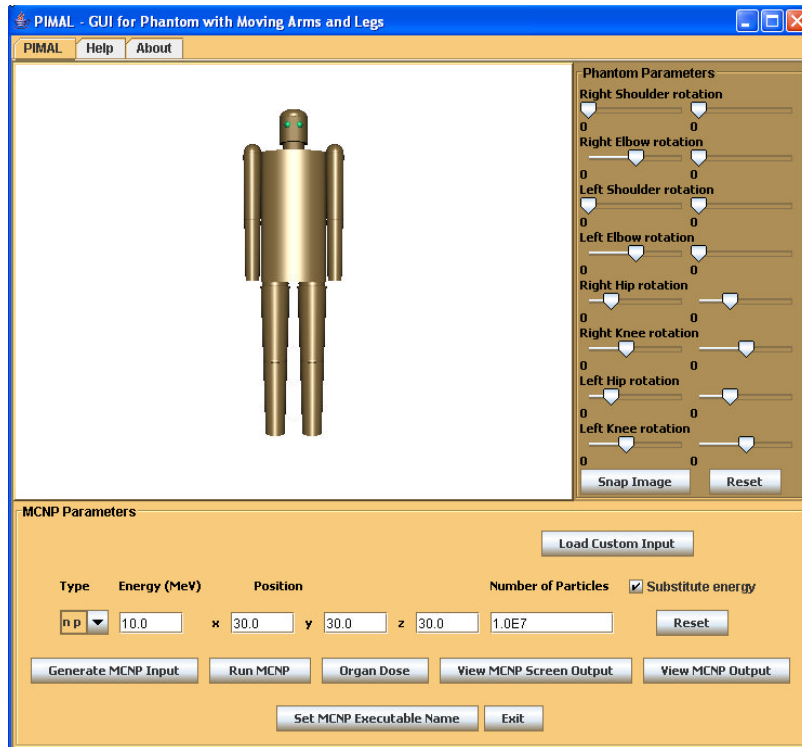 PIMAL - GUI for Phantom with Moving Arms and Legs
PIMAL Help About
Phantom Parameters
Right Shoulder rotation
0 0
Right Elbow rotation
0 0
Left Shoulder rotation
0 0
Left Elbow rotation
0 0
Right Hip rotation
0 0
Right Knee rotation
0 0
Left Hip rotation
0 0
Left Knee rotation
0 0
Snap Image Reset
MCNP Parameters
Load Custom Input
Type Energy (MeV) Position Number of Particles Substitute energy
n p 10.0 x 30.0 y 30.0 z 30.0 1.0E7 Reset
Generate MCNP Input Run MCNP Organ Dose View MCNP Screen Output View MCNP Output
Set MCNP Executable Name Exit